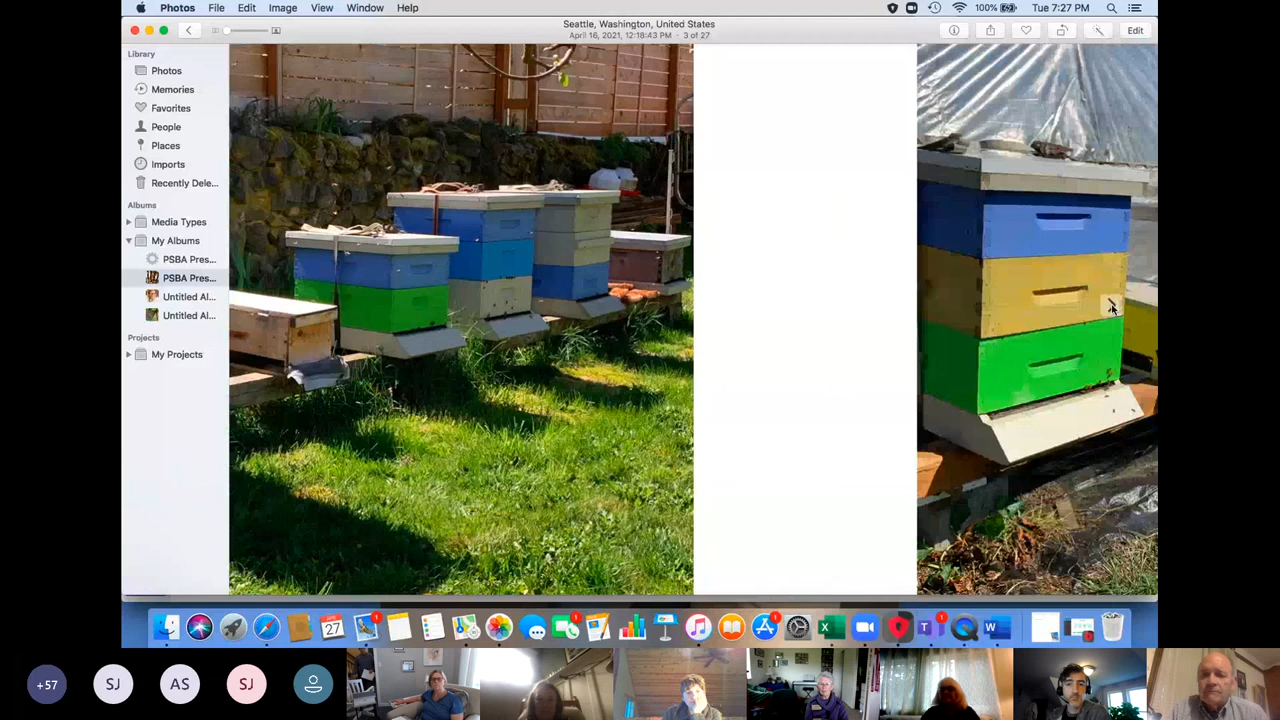 Photos File Edit Image View Window Help 100% Tue 7:27 PM
Seattle, Washington, United States
April 16, 2021, 12:18:43 PM - 3 of 27
Edit
Library
Photos
Memories
Favorites
People
Places
Imports
Recently Dele...
Albums
Media Types
My Albums
PSBA Pres...
PSBA Pres...
Untitled Al...
Untitled Al...
Projects
My Projects
27
+57 SJ AS SJ